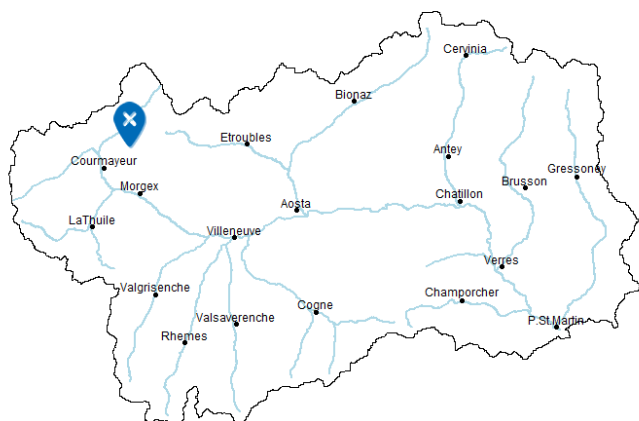 Cervinia
Bionaz
Etroubles
Antey
Courmayeur
Gressoney
Morgex
Brusson
Chatillon
Aosta
LaThuile
Villeneuve
Verres
Valgrisenche
Champorcher
Cogne
Valsavarenche
P.St.Martin
Rhemes